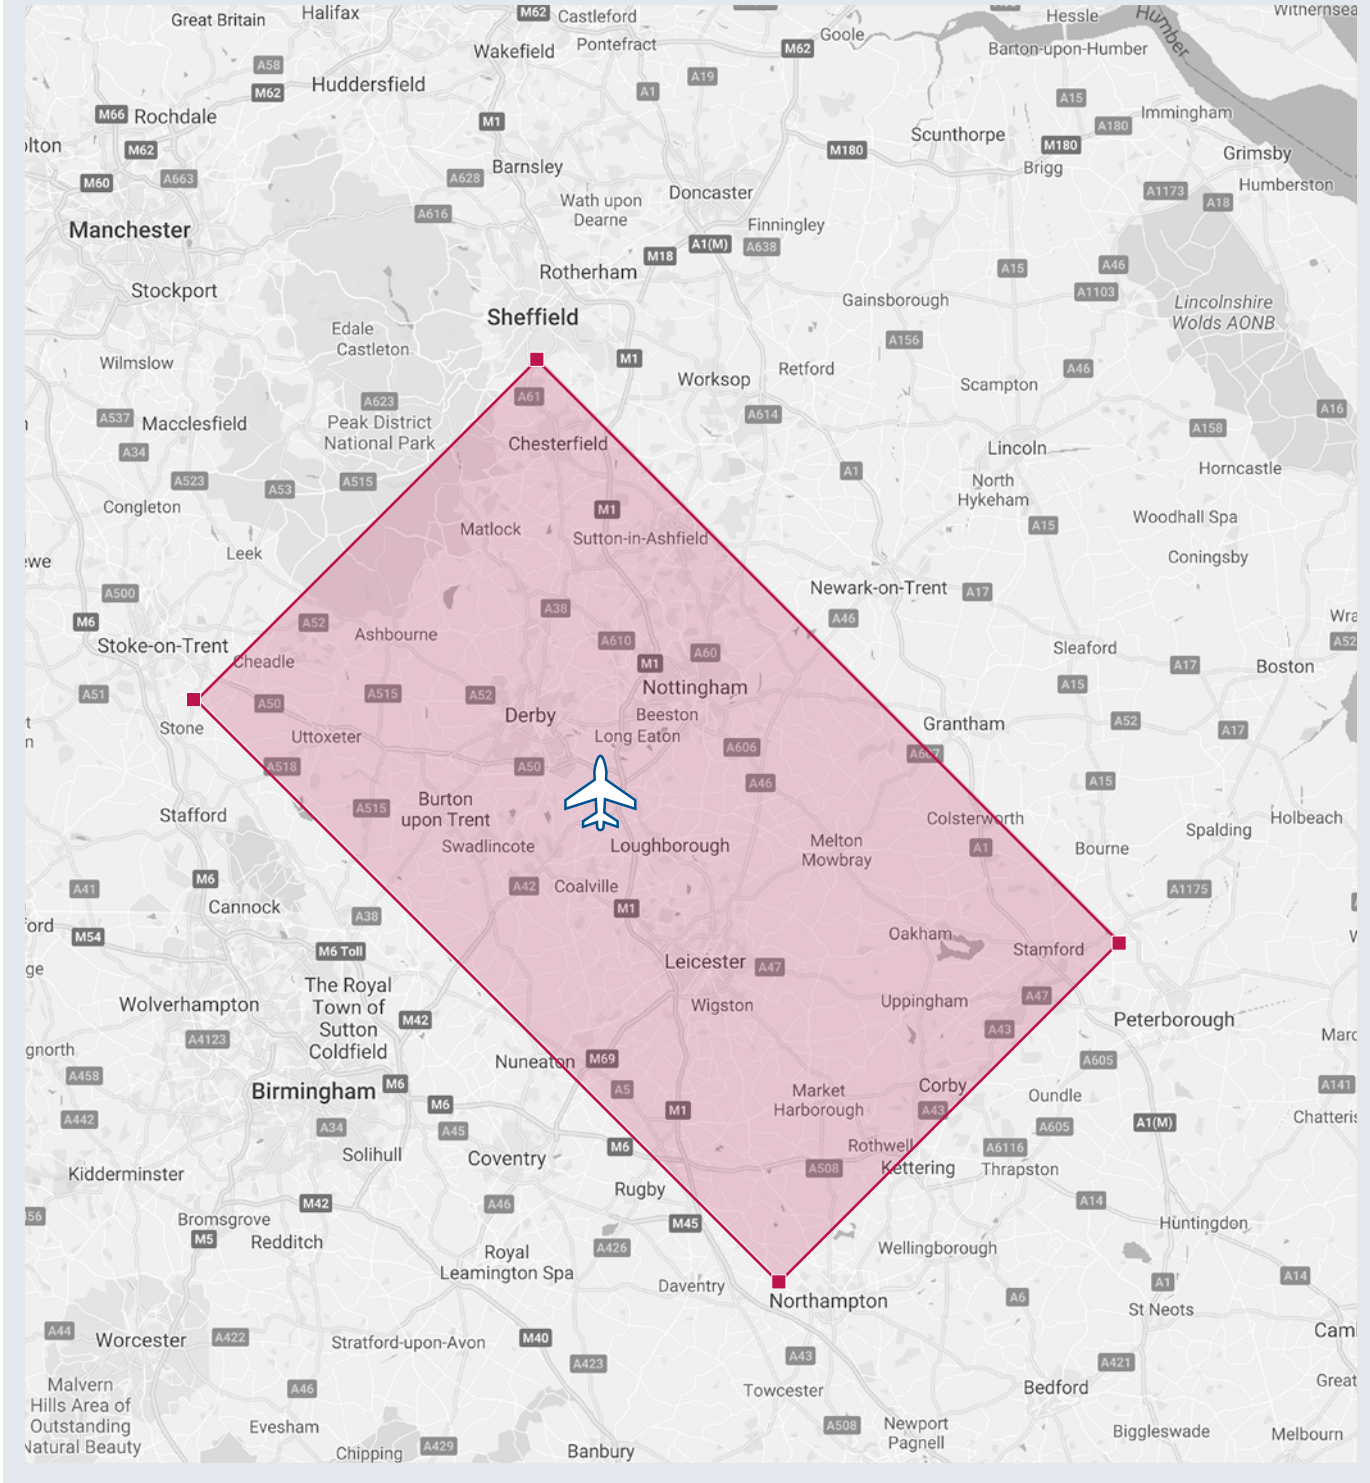 Great Britain
Halifax
M62
Castleford
Hessle
Withernsea
Humber
Goole
Wakefield
Pontefract
M62
Barton-upon-Humber
A58
M62
Huddersfield
A19
A1
A15
A180
Immingham
M66
Rochdale
M1
Scunthorpe
M180
M180
Brigg
Grimsby
olton
M62
Barnsley
M60
A663
A628
Doncaster
A1173
Humberston
A18
Wath upon
Dearne
A616
Finningley
Manchester
A1(M)
A638
M18
Rotherham
A15
A46
A1103
Stockport
Gainsborough
Lincolnshire
Wolds AONB
Sheffield
Edale
Castleton
A156
Wilmslow
M1
Retford
A46
Worksop
Scampton
A61
A623
A537
Macclesfield
Peak District
National Park
A614
A16
A158
A34
Chesterfield
Lincoln
A1
Horncastle
A523
A53
A515
North
Hykeham
Congleton
M1
Woodhall Spa
A15
Matlock
Sutton-in-Ashfield
Leek
Coningsby
ewe
A500
Newark-on-Trent
A17
A38
A46
M6
A52
Wra
Ashbourne
A610
A60
A52
Stoke-on-Trent
Sleaford
Cheadle
M1
A17
Boston
A51
A50
A515
A52
Nottingham
A15
Stone
Derby
Beeston
Long Eaton
Grantham
A52
A17
Uttoxeter
A606
A607
A518
A50
A46
A15
Burton
upon Trent
A515
Stafford
Colsterworth
Holbeach
Spalding
Swadlincote
Loughborough
Melton
Mowbray
A1
Bourne
M6
A41
A42
Coalville
A1175
Cannock
M1
A38
ford
M54
Oakham
Stamford
M6 Toll
Leicester
A47
ge
The Royal
Town of
Sutton
Coldfield
Wolverhampton
Wigston
Uppingham
A47
M42
Peterborough
A43
A4123
Marc
gnorth
Nuneaton
M69
A605
A458
Birmingham
M6
A5
Market
Harborough
Corby
A141
Oundle
M6
M1
A43
A442
A34
A45
A605
A1(M)
Chatteris
Solihull
Coventry
M6
Rothwell
A6116
Kidderminster
A508
Kettering
Thrapston
Rugby
M42
A46
A14
A56
Bromsgrove
M45
Huntingdon
M5
Redditch
A426
Wellingborough
Royal
Leamington Spa
Daventry
A14
A1
A6
Northampton
St Neots
A44
Worcester
A422
Stratford-upon-Avon
M40
Cam
A43
A423
A421
Malvern
Hills Area of
Outstanding
Natural Beauty
A46
Towcester
Bedford
Great
Evesham
A508
Newport
Pagnell
Biggleswade
Melbourn
Chipping
A429
Banbury